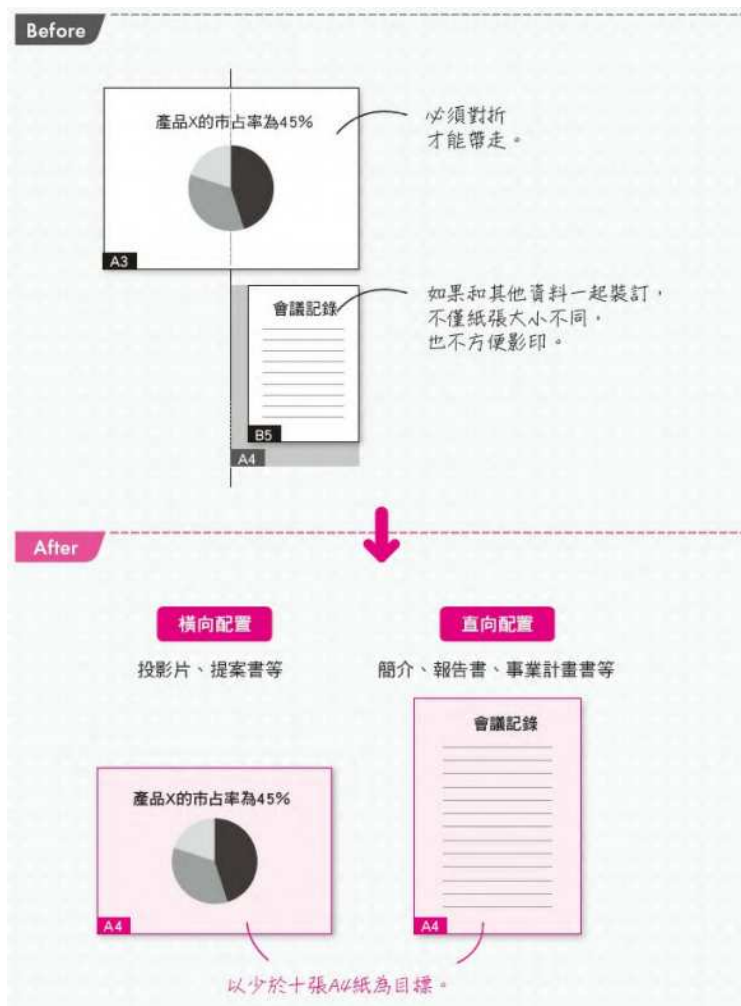 Before
產品X的市占率為45%
必須對折
才能帶走。
A3
如果和其他資料一起裝訂，
不僅紙張大小不同，
也不方便影印。
會議記錄
B5
A4
After
橫向配置
投影片、提案書等
直向配置
簡介、報告書、事業計畫書等
產品X的市占率為45%
A4
會議記錄
A4
以少於十張A4紙為目標。